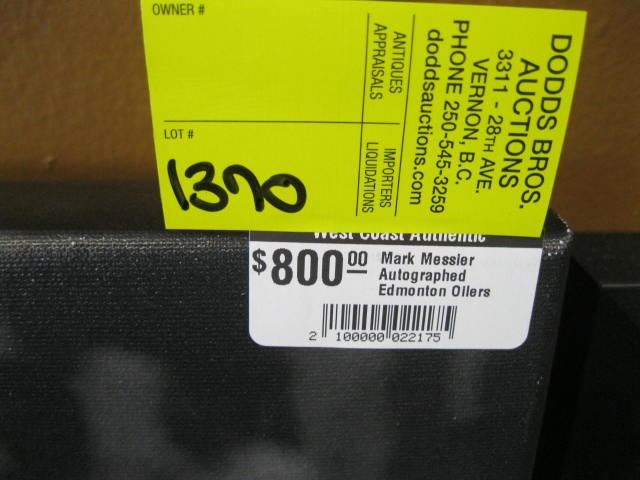 OWNER #
LOT #
1370
ANTIQUES
APPRAISALS
IMPORTERS
LIQUIDATIONS
DODDS BROS.
AUCTIONS
3311 - 28TH AVE.
VERNON, B.C.
PHONE 250-545-3259
doddsauctions.com
West Coast Authentic
$800.00
Mark Messier
Autographed
Edmonton Oilers
2 100000 022175